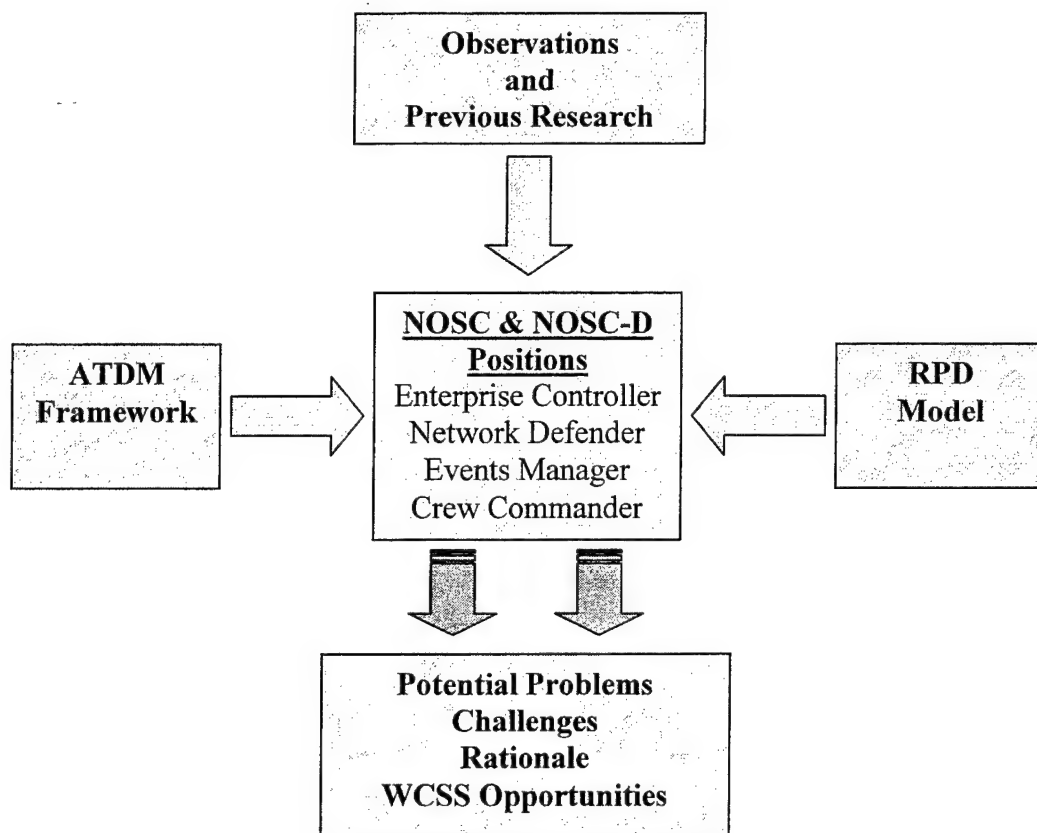 Observations
and
Previous Research
ATDM
Framework
NOSC & NOSC-D
Positions
Enterprise Controller
Network Defender
Events Manager
Crew Commander
RPD
Model
Potential Problems
Challenges
Rationale
WCSS Opportunities